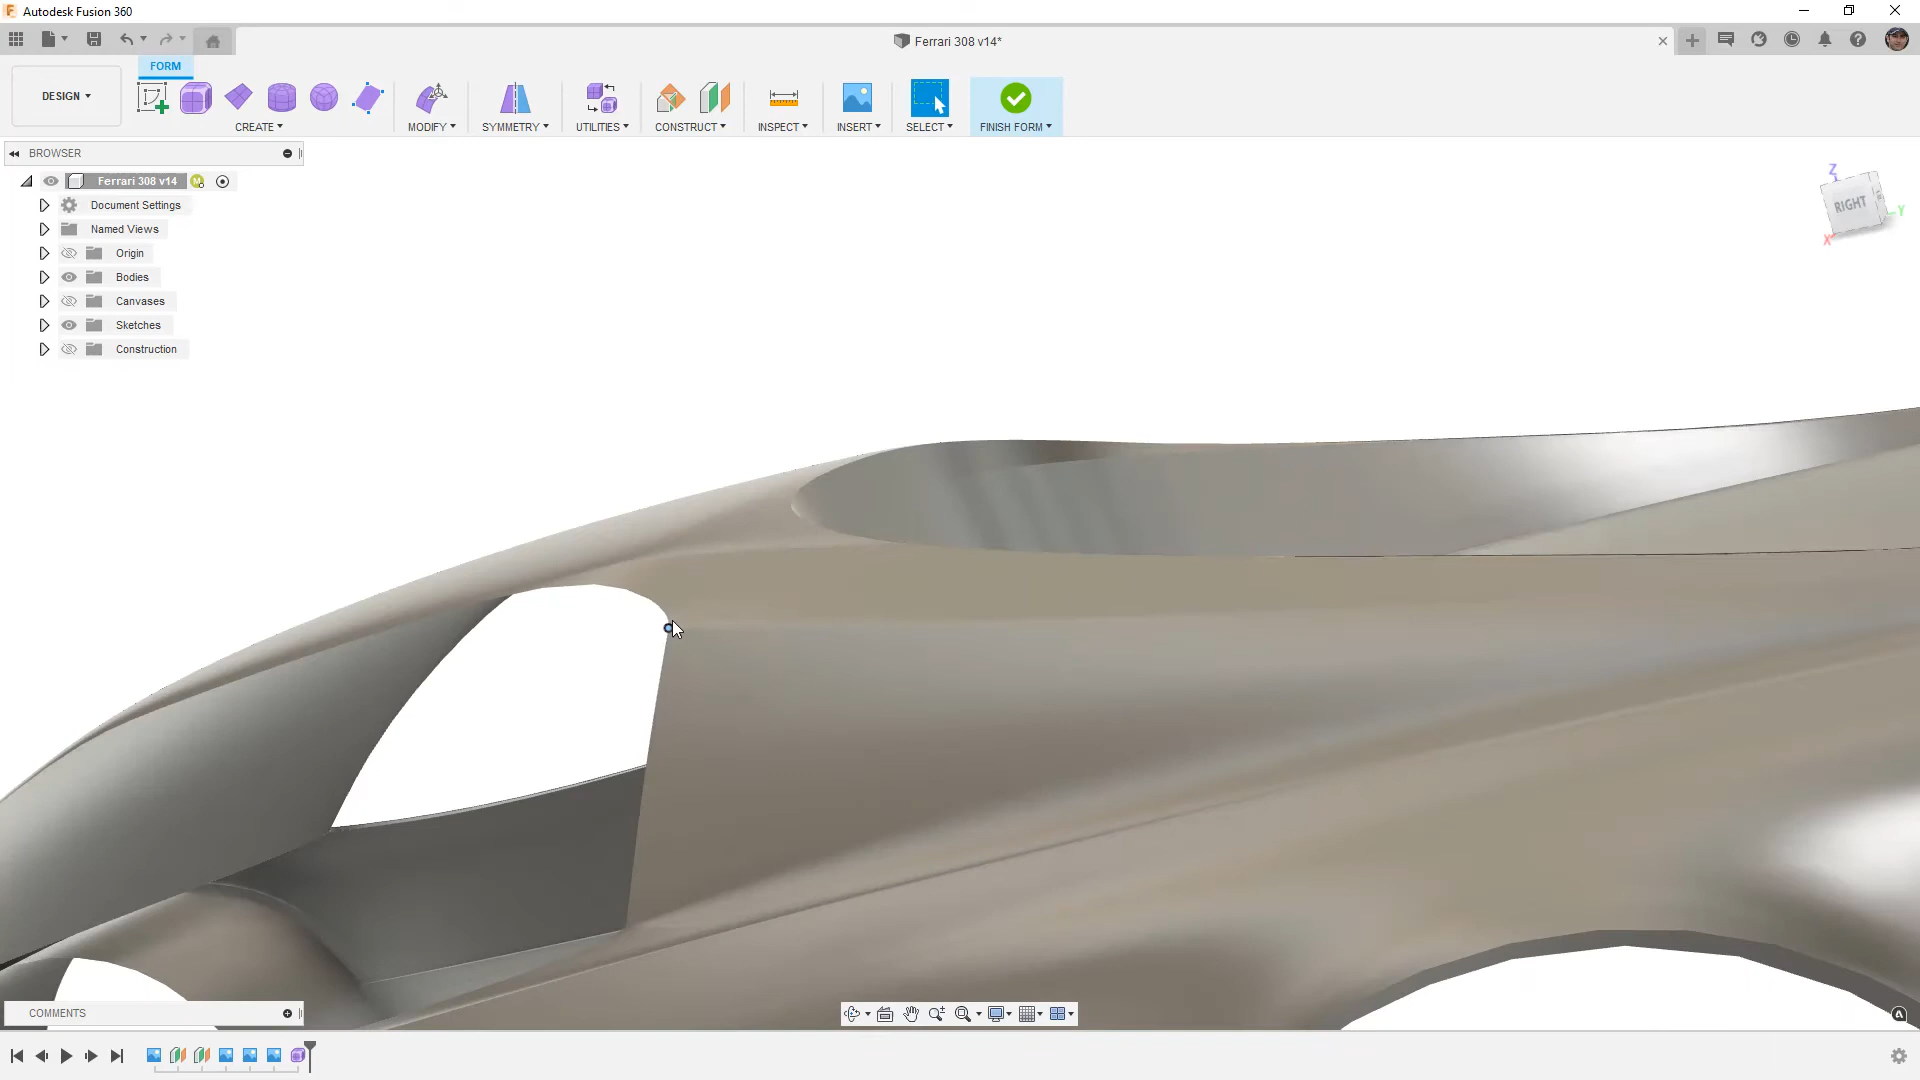 Autodesk Fusion 360
Ferrari 308 v14*
FORM
DESIGN
CREATE
MODIFY
SYMMETRY
UTILITIES
CONSTRUCT
INSPECT
INSERT
SELECT
FINISH FORM
BROWSER
Ferrari 308 v14
Document Settings
Named Views
Origin
Bodies
Canvases
Sketches
Construction
Z
RIGHT
Y
X
COMMENTS